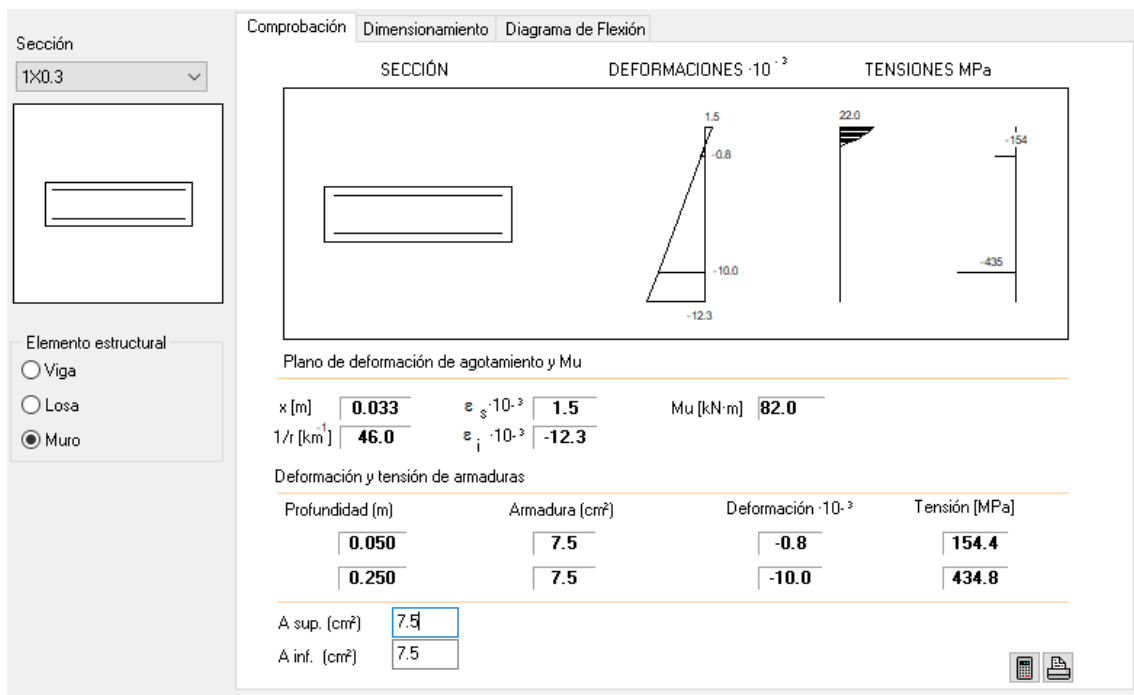 Sección
1X0.3
Elemento estructural
Viga
Losa
Muro
Comprobación Dimensionamiento Diagrama de Flexión
SECCIÓN DEFORMACIONES ·10⁻³ TENSIONES MPa
1.5
-0.8
-10.0
-12.3
22.0
-154
-435
Plano de deformación de agotamiento y Mu
x [m] 0.033 ε s ·10-³ 1.5 Mu [kN·m] 82.0
1/r [km⁻¹] 46.0 ε i ·10-³ -12.3
Deformación y tensión de armaduras
Profundidad (m) Armadura (cm²) Deformación ·10-³ Tensión [MPa]
0.050 7.5 -0.8 154.4
0.250 7.5 -10.0 434.8
A sup. (cm²) 7.5
A inf. (cm²) 7.5